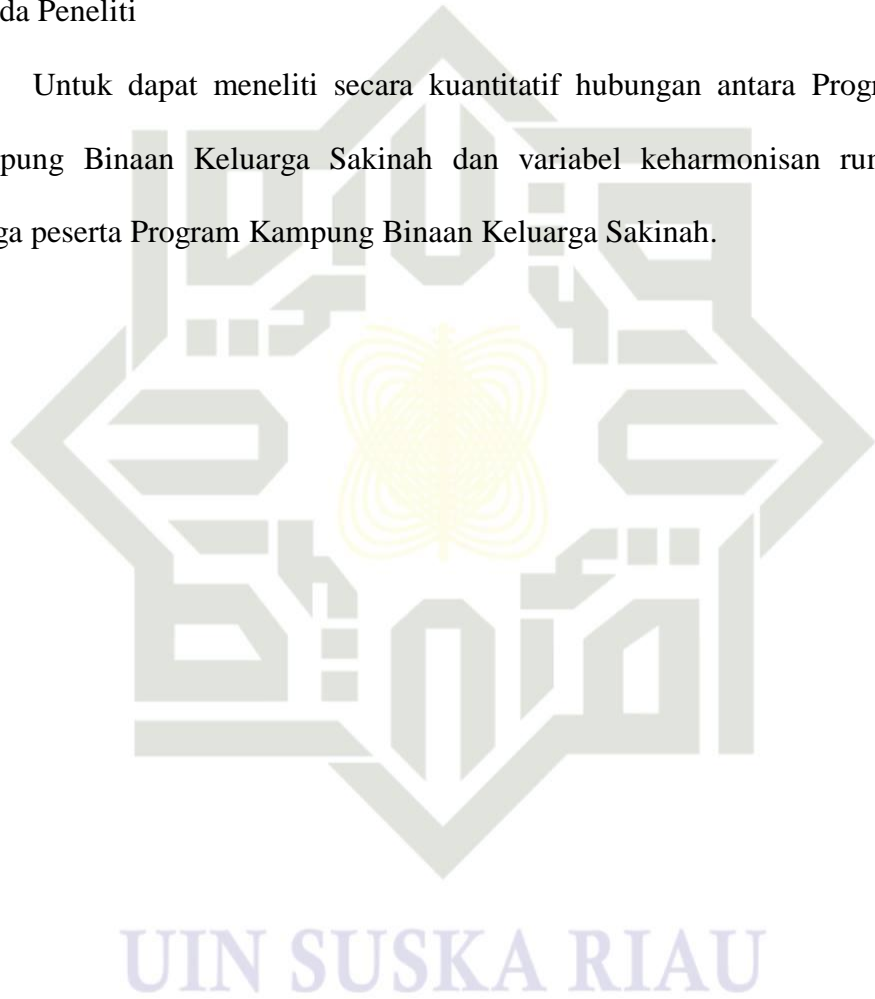 da Peneliti
Untuk dapat meneliti secara kuantitatif hubungan antara Progr
pung Binaan Keluarga Sakinah dan variabel keharmonisan rur
ga peserta Program Kampung Binaan Keluarga Sakinah.
UIN SUSKA RIAU